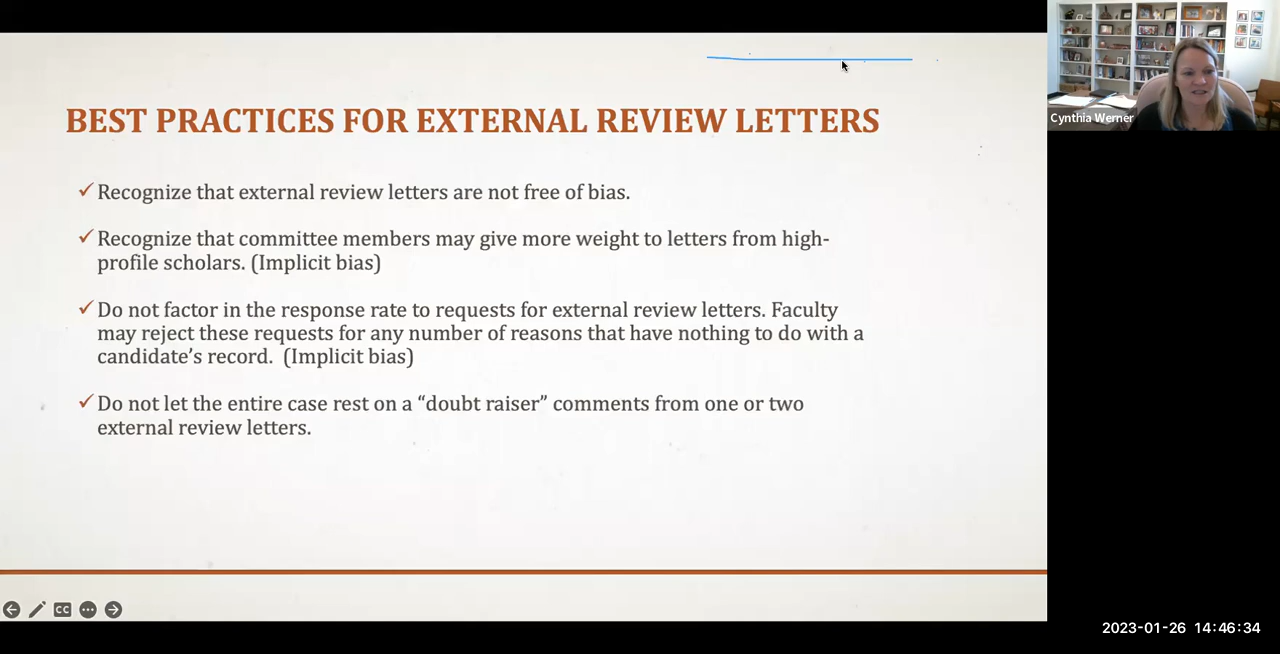 BEST PRACTICES FOR EXTERNAL REVIEW LETTERS
Recognize that external review letters are not free of bias.
Recognize that committee members may give more weight to letters from high-
profile scholars. (Implicit bias)
Do not factor in the response rate to requests for external review letters. Faculty
may reject these requests for any number of reasons that have nothing to do with a
candidate’s record.  (Implicit bias)
Do not let the entire case rest on a “doubt raiser” comments from one or two
external review letters.
Cynthia Werner
CC
2023-01-26 14:46:34